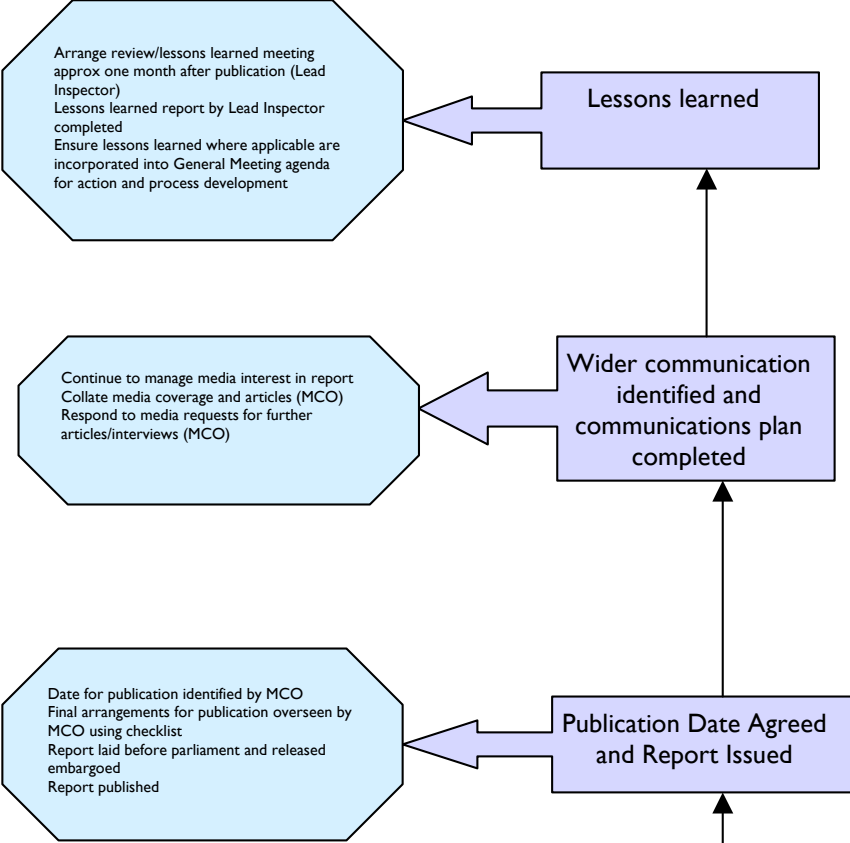 Arrange review/lessons learned meeting
approx one month after publication (Lead
Inspector)
Lessons learned report by Lead Inspector
completed
Ensure lessons learned where applicable are
incorporated into General Meeting agenda
for action and process development
Lessons learned
Continue to manage media interest in report
Collate media coverage and articles (MCO)
Respond to media requests for further
articles/interviews (MCO)
Wider communication
identified and
communications plan
completed
Date for publication identified by MCO
Final arrangements for publication overseen by
MCO using checklist
Report laid before parliament and released
embargoed
Report published
Publication Date Agreed
and Report Issued